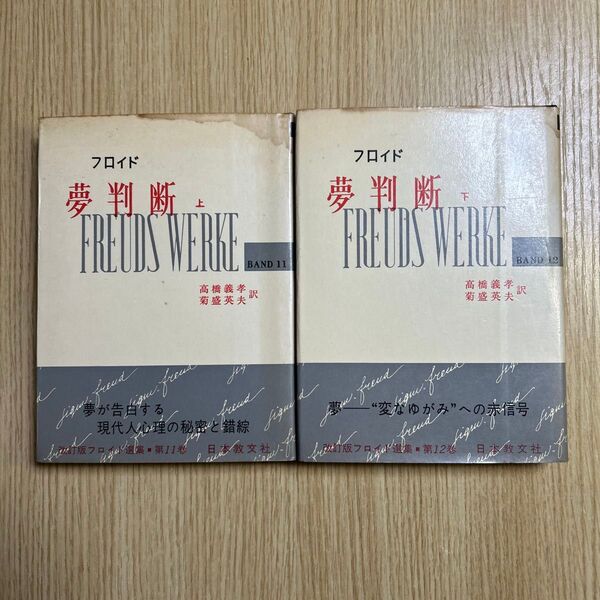 フロイド
夢判断 上
FREUDS WERKE
BAND 11
高橋義孝
菊盛英夫 訳
sigm. freud
夢が告白する
現代人心理の秘密と錯綜
改訂版フロイド選集■第11巻 日本教文社
フロイド
夢判断 下
FREUDS WERKE
BAND 12
高橋義孝
菊盛英夫 訳
sigm. freud
夢――“変なゆがみ”への赤信号
改訂版フロイド選集■第12巻 日本教文社